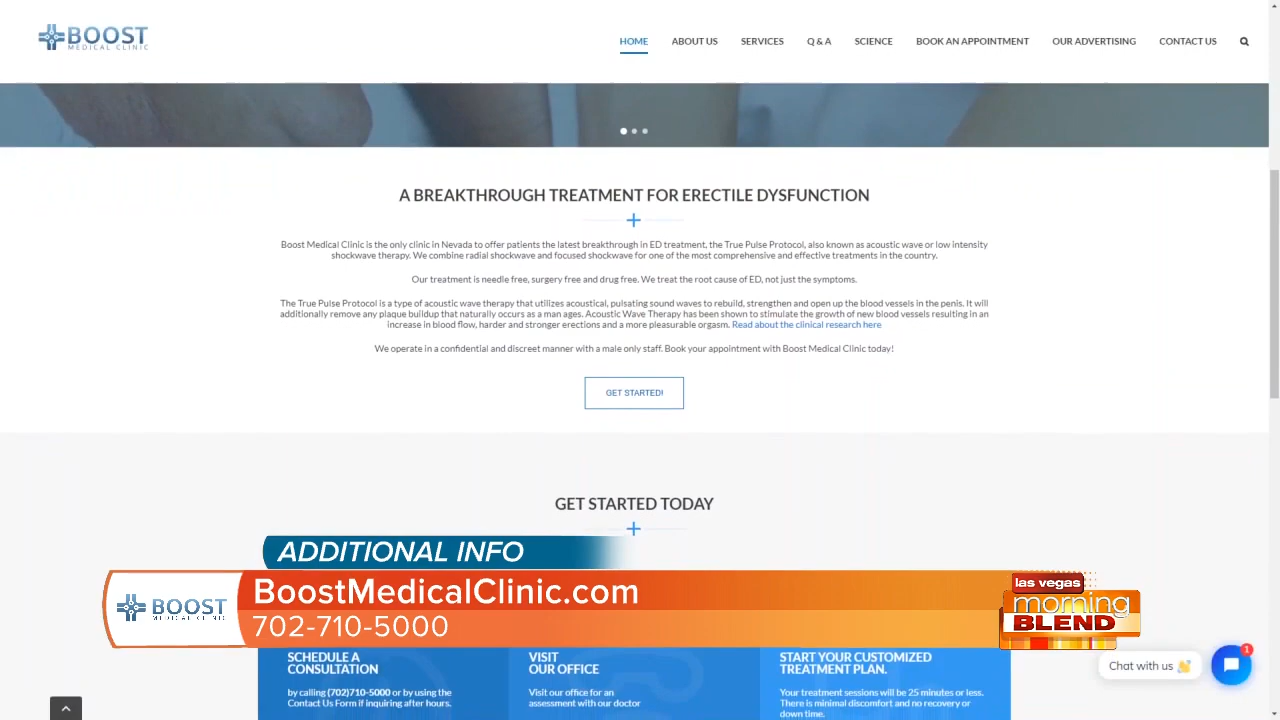 BOOST
MEDICAL CLINIC
HOME ABOUT US SERVICES Q & A SCIENCE BOOK AN APPOINTMENT OUR ADVERTISING CONTACT US
A BREAKTHROUGH TREATMENT FOR ERECTILE DYSFUNCTION
Boost Medical Clinic is the only clinic in Nevada to offer patients the latest breakthrough in ED treatment, the True Pulse Protocol, also known as acoustic wave or low intensity
shockwave therapy. We combine radial shockwave and focused shockwave for one of the most comprehensive and effective treatments in the country.
Our treatment is needle free, surgery free and drug free. We treat the root cause of ED, not just the symptoms.
The True Pulse Protocol is a type of acoustic wave therapy that utilizes acoustical, pulsating sound waves to rebuild, strengthen and open up the blood vessels in the penis. It will
additionally remove any plaque buildup that naturally occurs as a man ages. Acoustic Wave Therapy has been shown to stimulate the growth of new blood vessels resulting in an
increase in blood flow, harder and stronger erections and a more pleasurable orgasm. Read about the clinical research here
We operate in a confidential and discreet manner with a male only staff. Book your appointment with Boost Medical Clinic today!
GET STARTED!
GET STARTED TODAY
ADDITIONAL INFO
BOOST
MEDICAL CLINIC
BoostMedicalClinic.com
702-710-5000
las vegas
morning
BLEND
SCHEDULE A
CONSULTATION
by calling (702)710-5000 or by using the
Contact Us Form if inquiring after hours.
VISIT
OUR OFFICE
Visit our office for an
assessment with our doctor
START YOUR CUSTOMIZED
TREATMENT PLAN.
Your treatment sessions will be 25 minutes or less.
There is minimal discomfort and no recovery or
down time.
Chat with us 👋
1